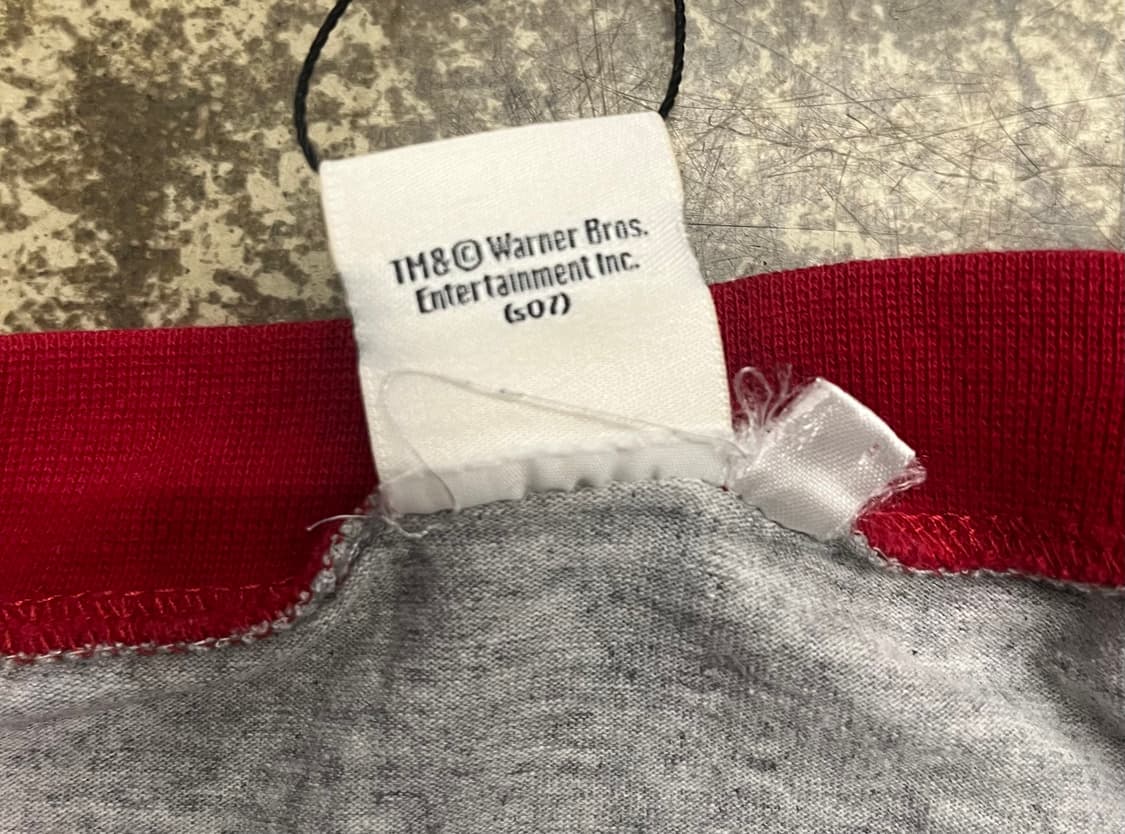 TM&© Warner Bros.
Entertainment Inc.
(s07)